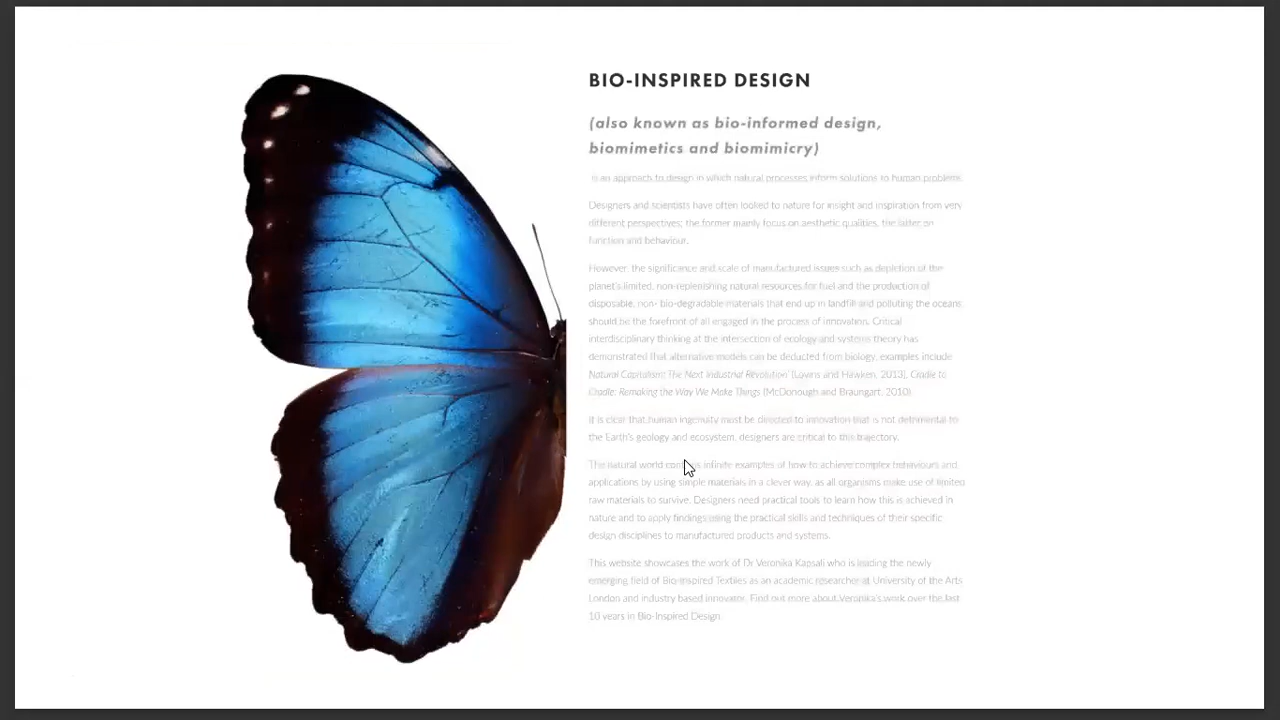 BIO-INSPIRED DESIGN
(also known as bio-informed design,
biomimetics and biomimicry)
is an approach to design in which natural processes inform solutions to human problems.
Designers and scientists have often looked to nature for insight and inspiration from very
different perspectives; the former mainly focus on aesthetic qualities, the latter on
function and behaviour.
However, the significance and scale of manufactured issues such as depletion of the
planet's limited, non-replenishing natural resources for fuel and the production of
disposable, non- bio-degradable materials that end up in landfill and polluting the oceans
should be the forefront of all engaged in the process of innovation. Critical
interdisciplinary thinking at the intersection of ecology and systems theory has
demonstrated that alternative models can be deducted from biology, examples include
'Natural Capitalism: The Next Industrial Revolution' (Lovins and Hawken, 2013), Cradle to
Cradle: Remaking the Way We Make Things (McDonough and Braungart, 2010).
It is clear that human ingenuity must be directed to innovation that is not detrimental to
the Earth's geology and ecosystem, designers are critical to this trajectory.
The natural world infinite examples of how to achieve complex behaviours and
applications by using simple materials in a clever way, as all organisms make use of limited
raw materials to survive. Designers need practical tools to learn how this is achieved in
nature and to apply findings using the practical skills and techniques of their specific
design disciplines to manufactured products and systems.
This website showcases the work of Dr Veronika Kapsali who is leading the newly
emerging field of Bio-Inspired Textiles as an academic researcher at University of the Arts
London and industry based innovator. Find out more about Veronika's work over the last
10 years in Bio-Inspired Design.